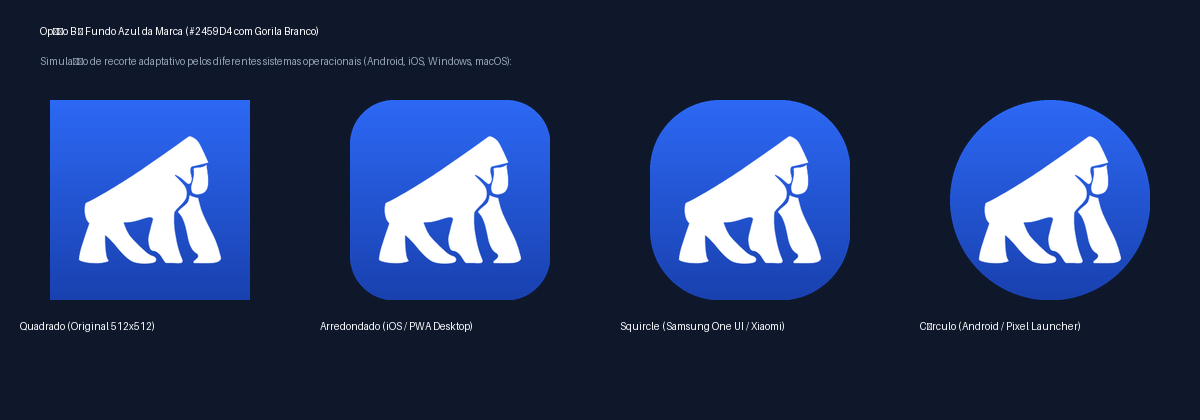 Op□□o B□ Fundo Azul da Marca (#2459D4 com Gorila Branco)
Simula□□o de recorte adaptativo pelos diferentes sistemas operacionais (Android, iOS, Windows, macOS):
Quadrado (Original 512x512)
Arredondado (iOS / PWA Desktop)
Squircle (Samsung One UI / Xiaomi)
C□rculo (Android / Pixel Launcher)